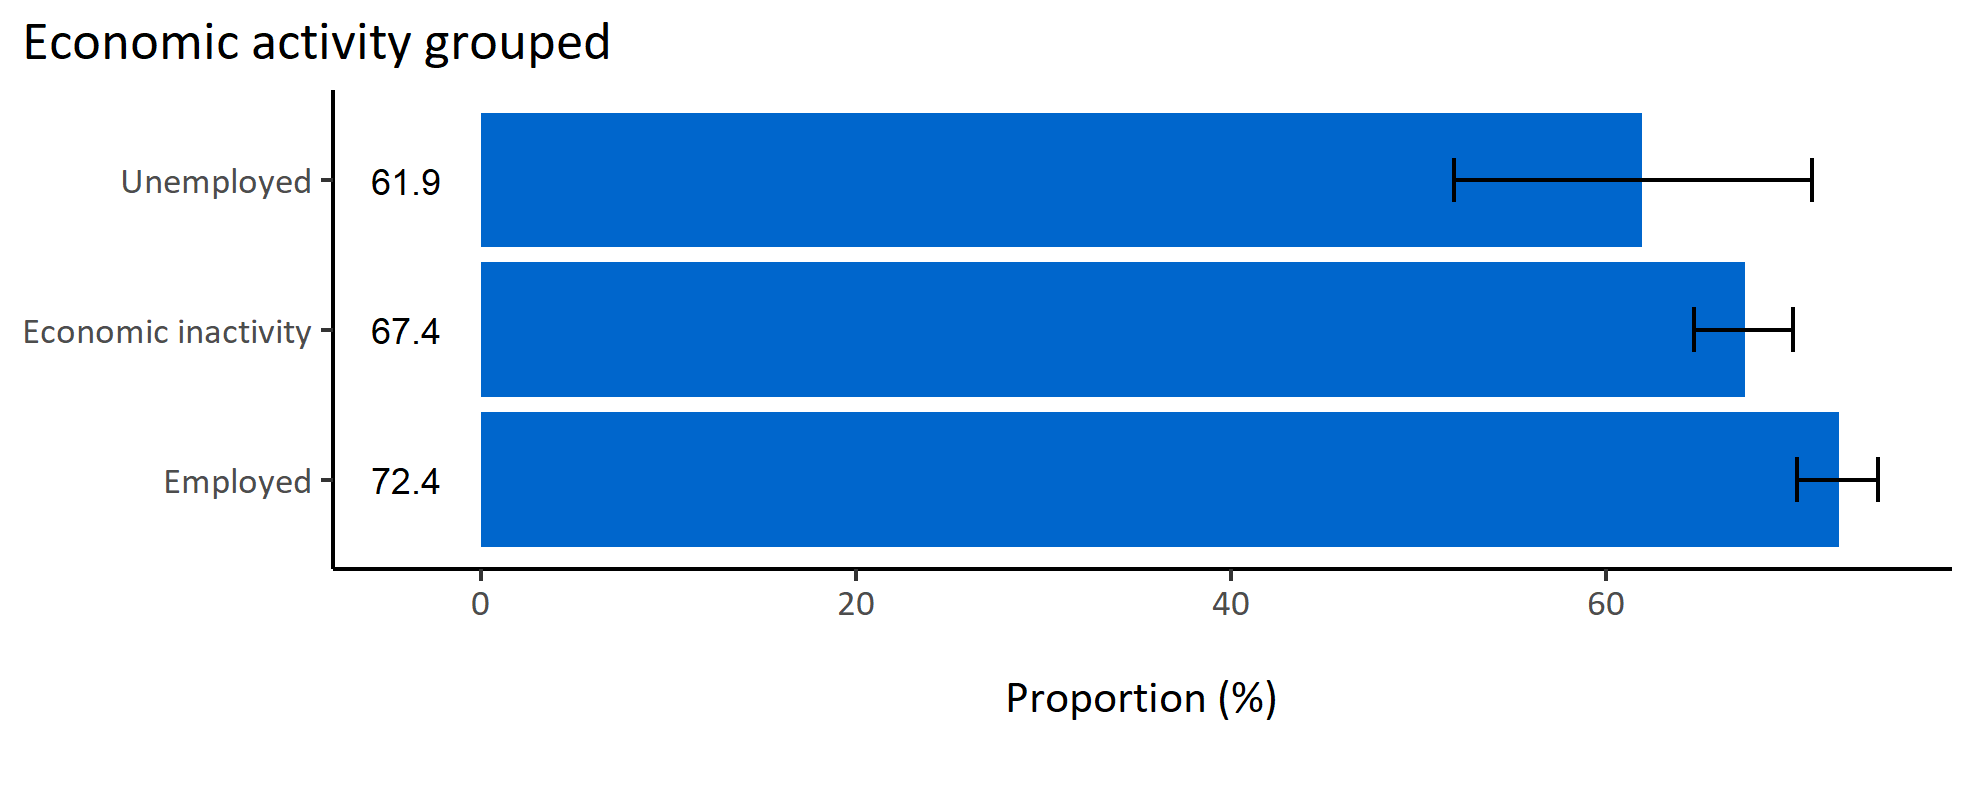 Economic activity grouped
Unemployed 61.9
Economic inactivity 67.4
Employed 72.4
0 20 40 60
Proportion (%)